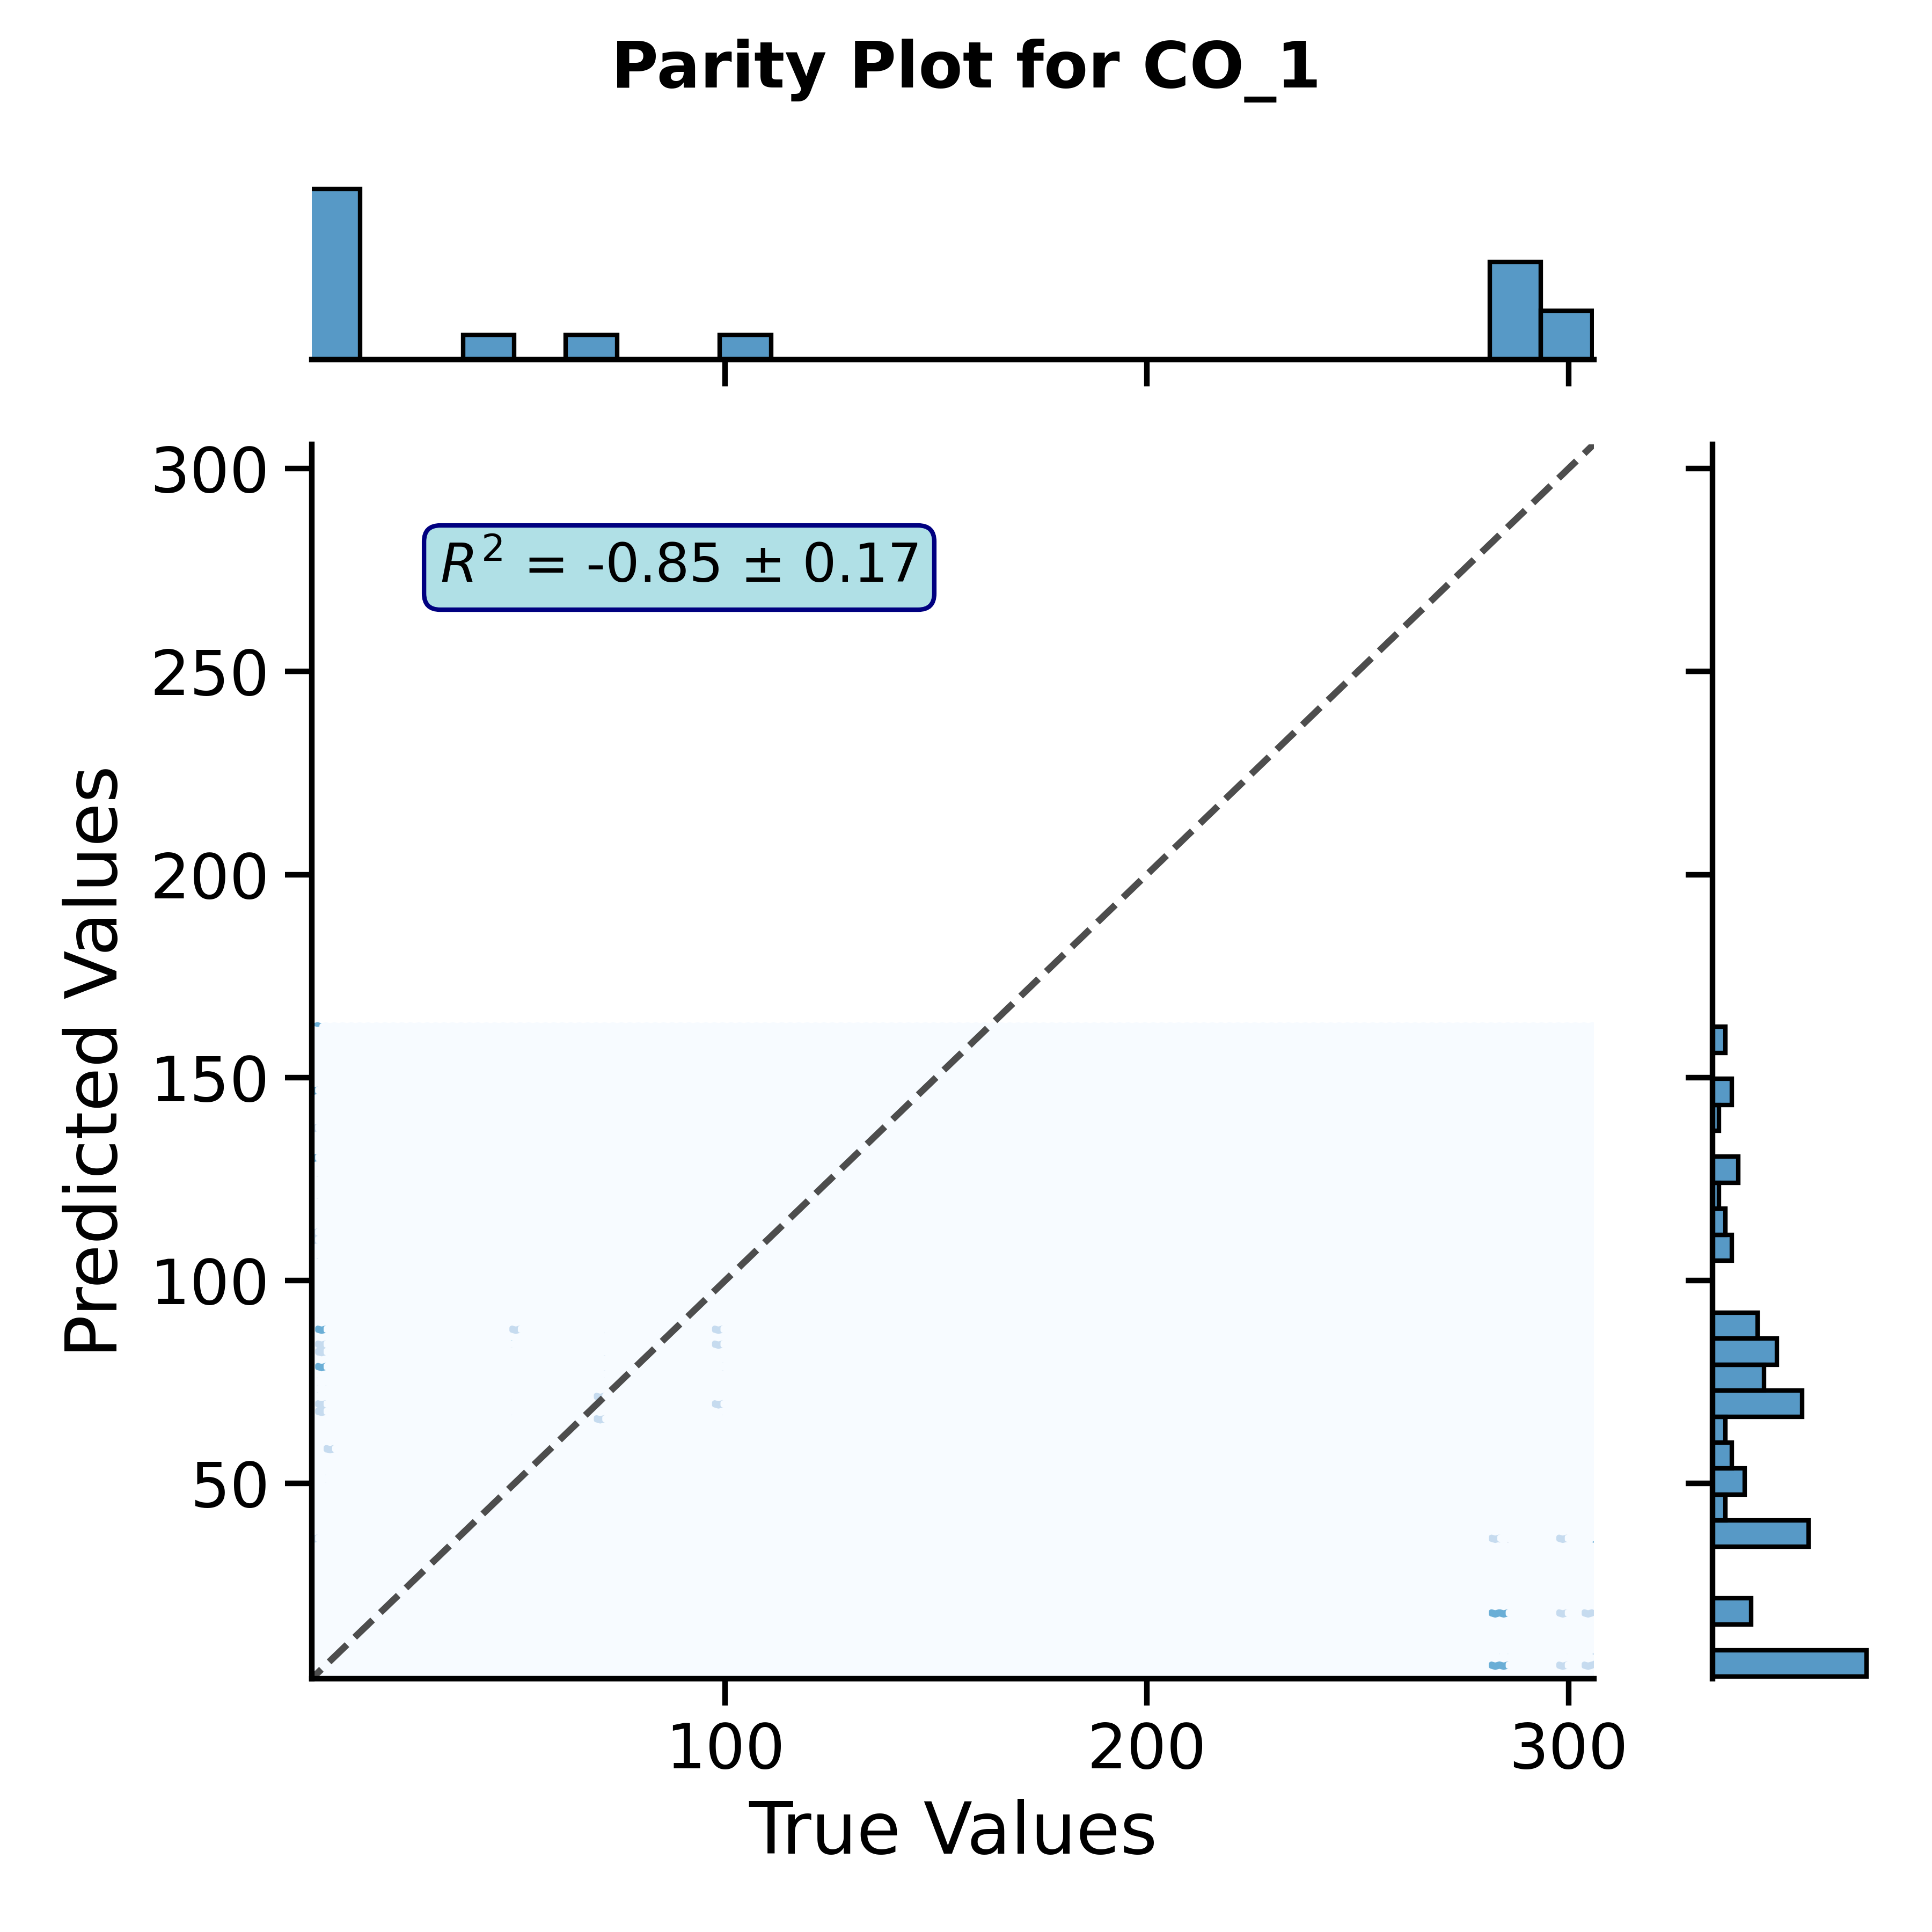 Parity Plot for CO_1
300
R² = -0.85 ± 0.17
250
200
150
100
50
Predicted Values
100 200 300
True Values